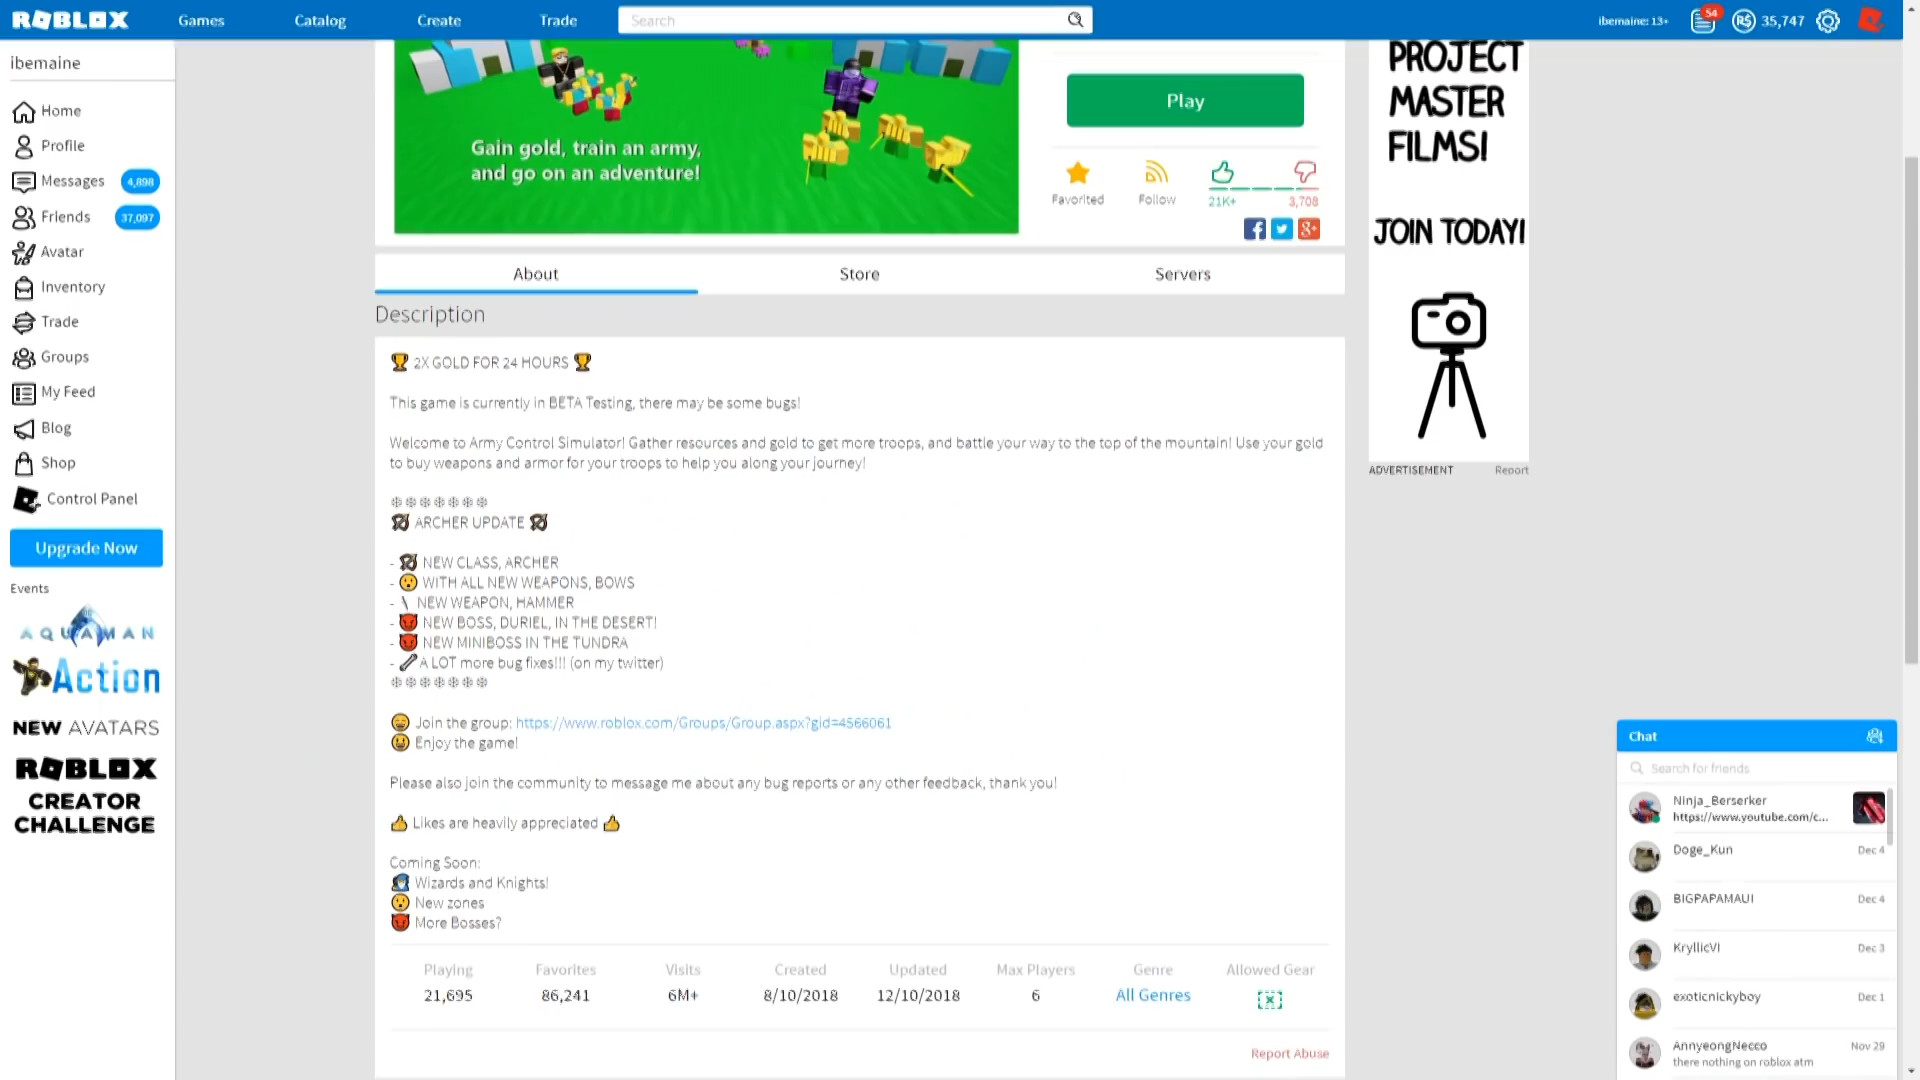 ROBLOX Games Catalog Create Trade Search ibemaine: 13+ 54 R$ 35,747
ibemaine
Home
Profile
Messages 4,898
Friends 37,097
Avatar
Inventory
Trade
Groups
My Feed
Blog
Shop
Control Panel
Upgrade Now
Events
AQUAMAN
Action
NEW AVATARS
ROBLOX
CREATOR
CHALLENGE
Gain gold, train an army,
and go on an adventure!
Play
Favorited Follow 21K+ 3,708
f g+
About Store Servers
Description
🏆 2X GOLD FOR 24 HOURS 🏆
This game is currently in BETA Testing, there may be some bugs!
Welcome to Army Control Simulator! Gather resources and gold to get more troops, and battle your way to the top of the mountain! Use your gold
to buy weapons and armor for your troops to help you along your journey!
❄❄❄❄❄❄❄
🏹 ARCHER UPDATE 🏹
- 🏹 NEW CLASS, ARCHER
- 😮 WITH ALL NEW WEAPONS, BOWS
- NEW WEAPON, HAMMER
- 😈 NEW BOSS, DURIEL, IN THE DESERT!
- 😈 NEW MINIBOSS IN THE TUNDRA
- 🔧 A LOT more bug fixes!!! (on my twitter)
❄❄❄❄❄❄❄
😄 Join the group: https://www.roblox.com/Groups/Group.aspx?gid=4566061
😀 Enjoy the game!
Please also join the community to message me about any bug reports or any other feedback, thank you!
👍 Likes are heavily appreciated 👍
Coming Soon:
Wizards and Knights!
😮 New zones
😈 More Bosses?
Playing Favorites Visits Created Updated Max Players Genre Allowed Gear
21,695 86,241 6M+ 8/10/2018 12/10/2018 6 All Genres
Report Abuse
PROJECT
MASTER
FILMS!
JOIN TODAY!
ADVERTISEMENT Report
Chat
Search for friends
Ninja_Berserker
https://www.youtube.com/c...
Doge_Kun Dec 4
BIGPAPAMAUI Dec 4
KryllicVI Dec 3
exoticnickyboy Dec 1
AnnyeongNecco Nov 29
there nothing on roblox atm